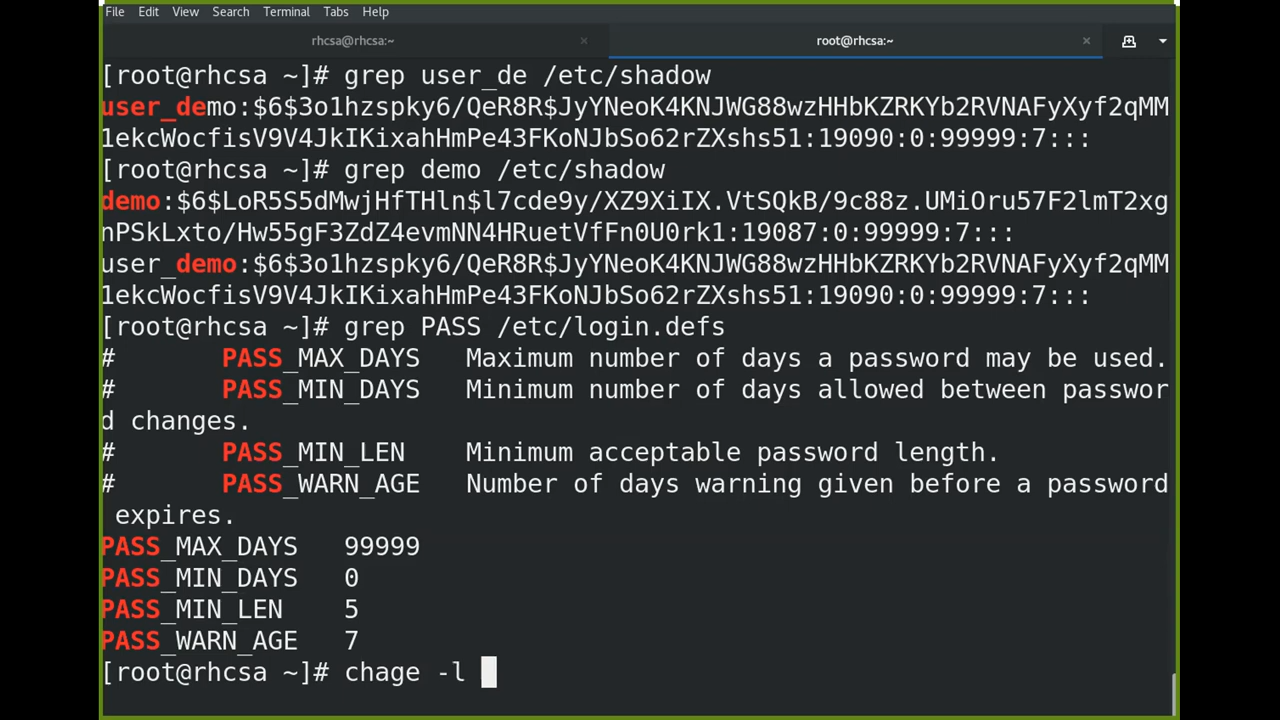 File Edit View Search Terminal Tabs Help
rhcsa@rhcsa:~ × root@rhcsa:~ ×
[root@rhcsa ~]# grep user_de /etc/shadow
user_demo:$6$3o1hzspky6/QeR8R$JyYNeoK4KNJWG88wzHHbKZRKYb2RVNAFyXyf2qMM
1ekcWocfisV9V4JkIKixahHmPe43FKoNJbSo62rZXshs51:19090:0:99999:7:::
[root@rhcsa ~]# grep demo /etc/shadow
demo:$6$LoR5S5dMwjHfTHln$l7cde9y/XZ9XiIX.VtSQkB/9c88z.UMiOru57F2lmT2xg
nPSkLxto/Hw55gF3ZdZ4evmNN4HRuetVfFn0U0rk1:19087:0:99999:7:::
user_demo:$6$3o1hzspky6/QeR8R$JyYNeoK4KNJWG88wzHHbKZRKYb2RVNAFyXyf2qMM
1ekcWocfisV9V4JkIKixahHmPe43FKoNJbSo62rZXshs51:19090:0:99999:7:::
[root@rhcsa ~]# grep PASS /etc/login.defs
# PASS_MAX_DAYS Maximum number of days a password may be used.
# PASS_MIN_DAYS Minimum number of days allowed between passwor
d changes.
# PASS_MIN_LEN Minimum acceptable password length.
# PASS_WARN_AGE Number of days warning given before a password
expires.
PASS_MAX_DAYS 99999
PASS_MIN_DAYS 0
PASS_MIN_LEN 5
PASS_WARN_AGE 7
[root@rhcsa ~]# chage -l